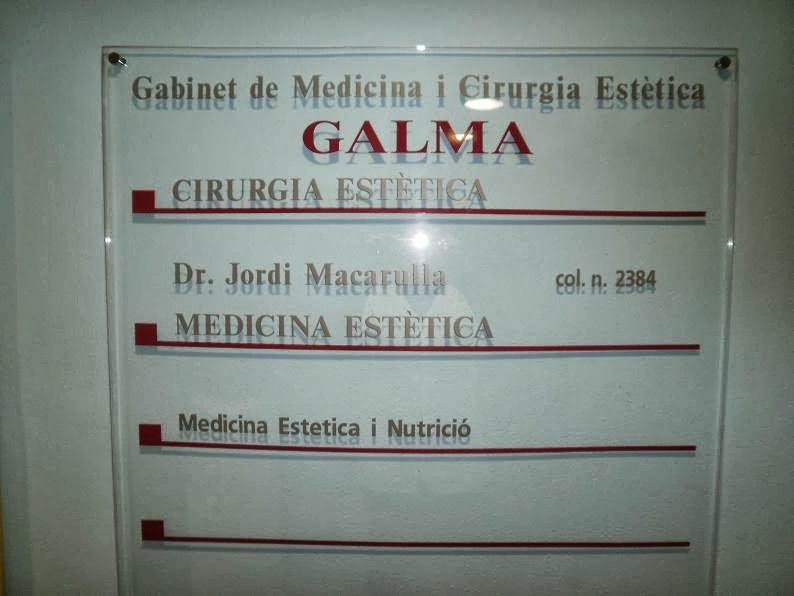 Gabinet de Medicina i Cirurgia Estètica
GALMA
CIRURGIA ESTÈTICA
Dr. Jordi Macarulla col. n. 2384
MEDICINA ESTÈTICA
Medicina Estetica i Nutrició